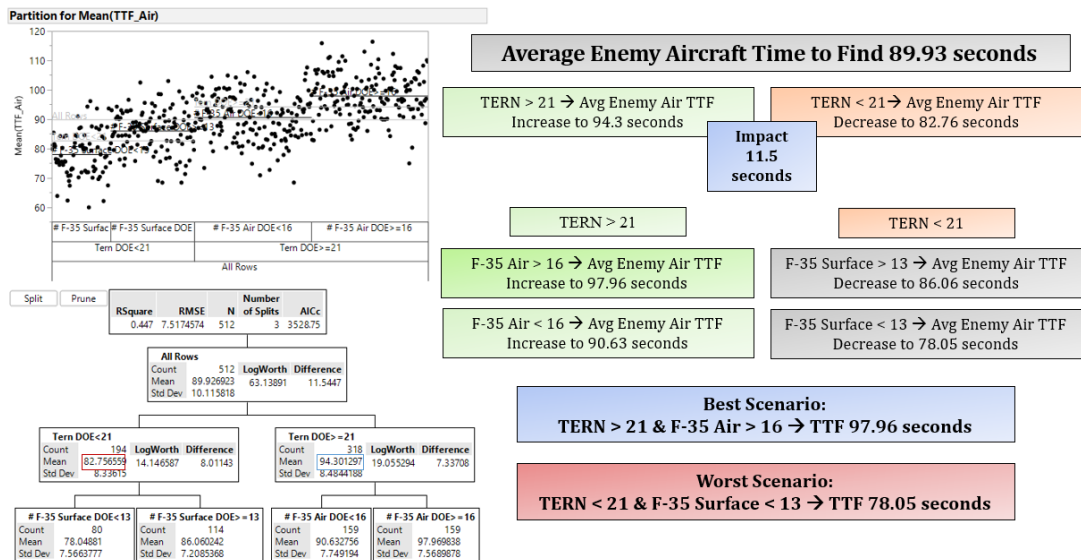 Partition for Mean(TTF_Air)
120
110
100
90
80
70
60
Mean(TTF_Air)
All Rows
# F-35 Surfac
# F-35 Surface DOE
# F-35 Air DOE<16
# F-35 Air DOE>=16
Tern DOE<21
Tern DOE>=21
All Rows
Split
Prune
RSquare RMSE N Number of Splits AICc
0.447 7.5174574 512 3 3528.75
All Rows
Count 512 LogWorth Difference
Mean 89.926923 63.13891 11.5447
Std Dev 10.115818
Tern DOE<21
Count 194 LogWorth Difference
Mean 82.756559 14.146587 8.01143
Std Dev 8.33615
Tern DOE>=21
Count 318 LogWorth Difference
Mean 94.301297 19.055294 7.33708
Std Dev 8.4844188
# F-35 Surface DOE<13
Count 80
Mean 78.04881
Std Dev 7.5663777
# F-35 Surface DOE>=13
Count 114
Mean 86.060242
Std Dev 7.2085368
# F-35 Air DOE<16
Count 159
Mean 90.632756
Std Dev 7.749194
# F-35 Air DOE>=16
Count 159
Mean 97.969838
Std Dev 7.5689878
Average Enemy Aircraft Time to Find 89.93 seconds
TERN > 21 → Avg Enemy Air TTF
Increase to 94.3 seconds
TERN < 21→ Avg Enemy Air TTF
Decrease to 82.76 seconds
Impact
11.5
seconds
TERN > 21
TERN < 21
F-35 Air > 16 → Avg Enemy Air TTF
Increase to 97.96 seconds
F-35 Surface > 13 → Avg Enemy Air TTF
Decrease to 86.06 seconds
F-35 Air < 16 → Avg Enemy Air TTF
Increase to 90.63 seconds
F-35 Surface < 13 → Avg Enemy Air TTF
Decrease to 78.05 seconds
Best Scenario:
TERN > 21 & F-35 Air > 16 → TTF 97.96 seconds
Worst Scenario:
TERN < 21 & F-35 Surface < 13 → TTF 78.05 seconds